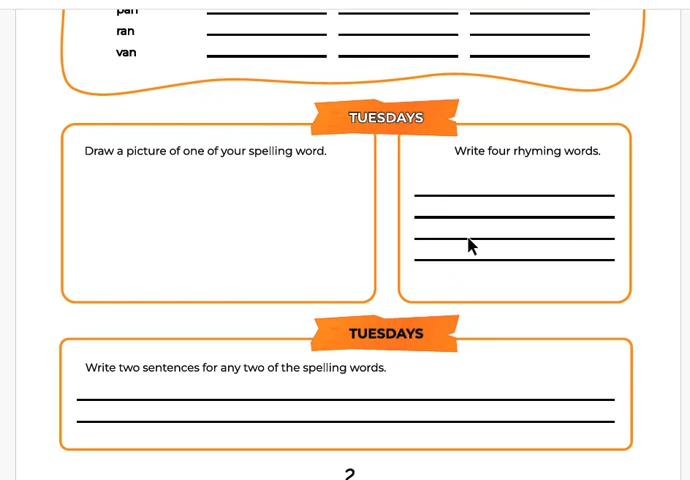 pan
ran
van
TUESDAYS
Draw a picture of one of your spelling word.
Write four rhyming words.
TUESDAYS
Write two sentences for any two of the spelling words.
2